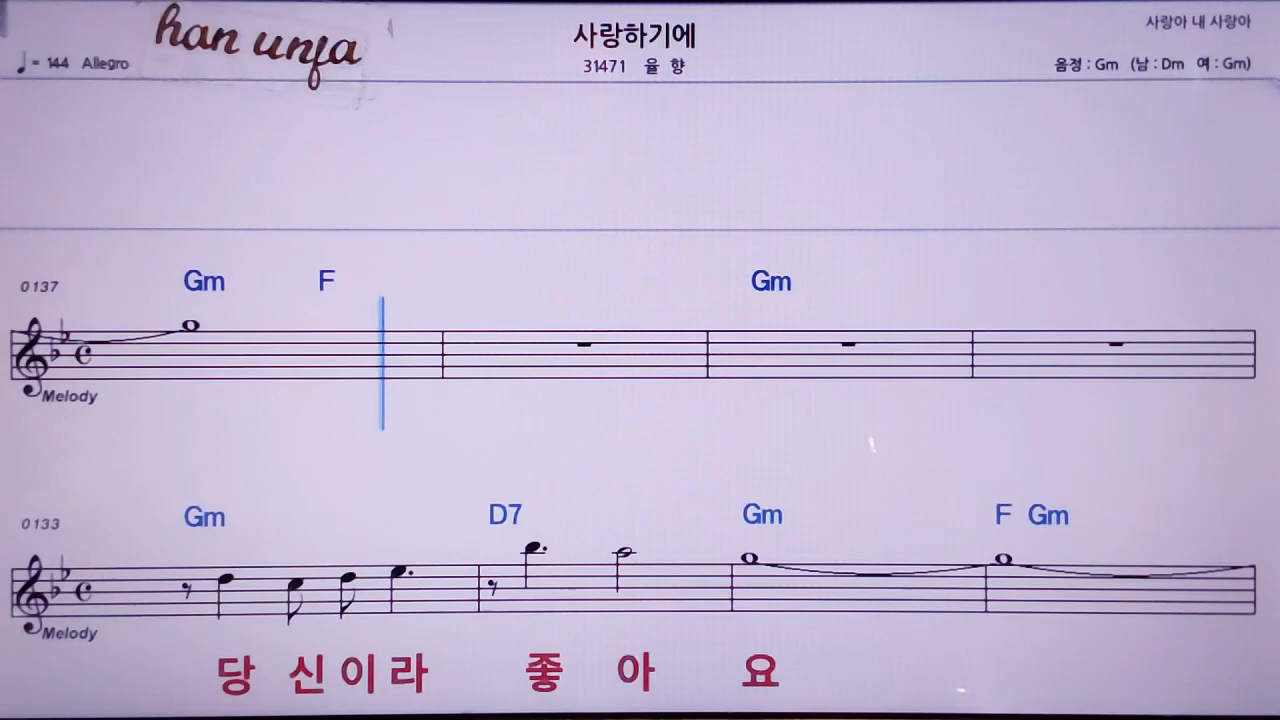 han unfa
사랑하기에
사랑아 내 사랑아
♩= 144 Allegro
31471 율 향
음정 : Gm (남 : Dm 여 : Gm)
0137
Gm F Gm
Melody
0133
Gm D7 Gm F Gm
Melody
당 신 이 라 좋 아 요